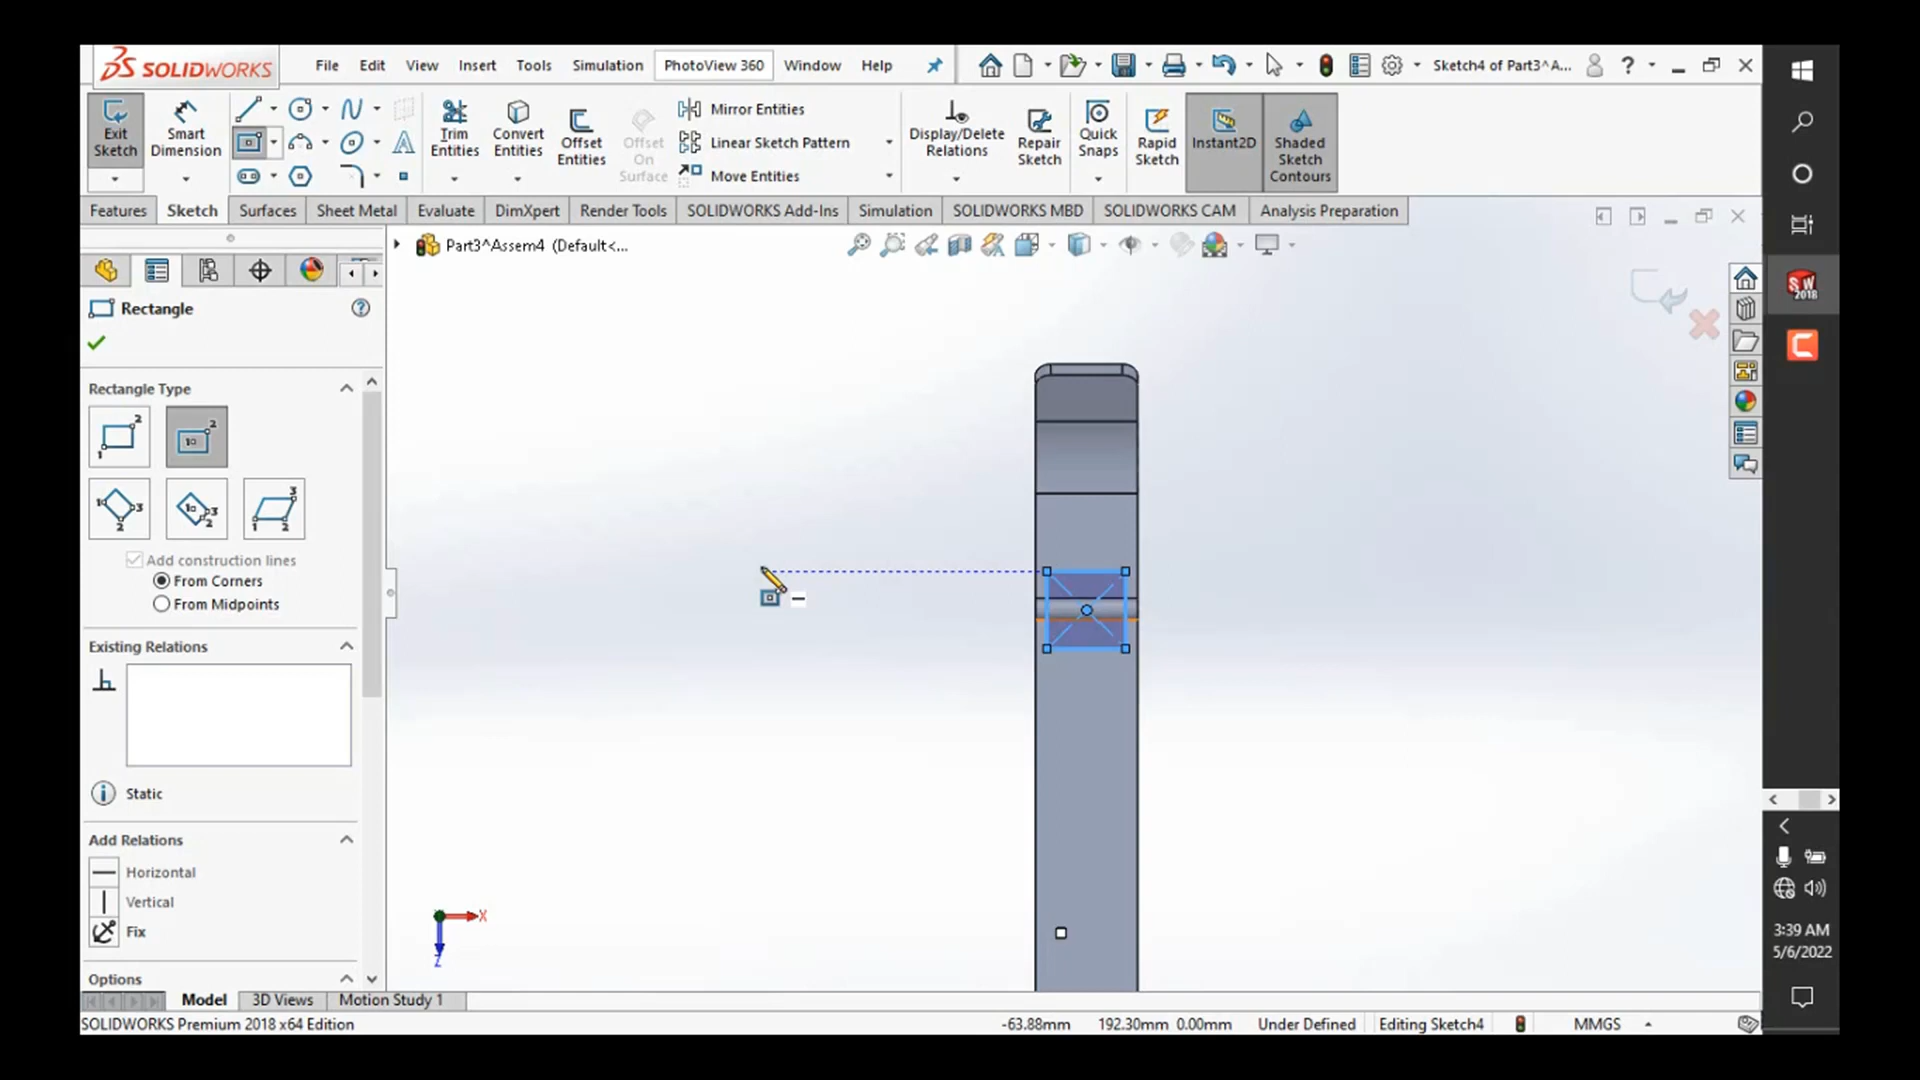 SOLIDWORKS File Edit View Insert Tools Simulation PhotoView 360 Window Help Sketch4 of Part3^A... ?
Exit Sketch
Smart Dimension
Trim Entities
Convert Entities
Offset Entities
Offset On Surface
Mirror Entities
Linear Sketch Pattern
Move Entities
Display/Delete Relations
Repair Sketch
Quick Snaps
Rapid Sketch
Instant2D
Shaded Sketch Contours
Features Sketch Surfaces Sheet Metal Evaluate DimXpert Render Tools SOLIDWORKS Add-Ins Simulation SOLIDWORKS MBD SOLIDWORKS CAM Analysis Preparation
Part3^Assem4 (Default<...
SW 2018
Rectangle
Rectangle Type
Add construction lines
From Corners
From Midpoints
Existing Relations
Static
Add Relations
Horizontal
Vertical
Fix
Options
X
Z
3:39 AM
5/6/2022
Model 3D Views Motion Study 1
SOLIDWORKS Premium 2018 x64 Edition -63.88mm 192.30mm 0.00mm Under Defined Editing Sketch4 MMGS